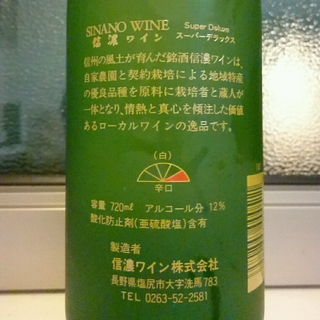 SINANO WINE Super Deluxe
信濃ワイン スーパーデラックス
信州の風土が育んだ銘酒信濃ワインは、
自家農園と契約栽培による地域特産
の優良品種を原料に栽培者と蔵人が
一体となり、情熱と真心を傾注した価値
あるローカルワインの逸品です。
(白)
辛口
容量 720ml アルコール分 12%
酸化防止剤(亜硫酸塩)含有
製造者
信濃ワイン株式会社
長野県塩尻市大字洗馬783
TEL 0263-52-2581